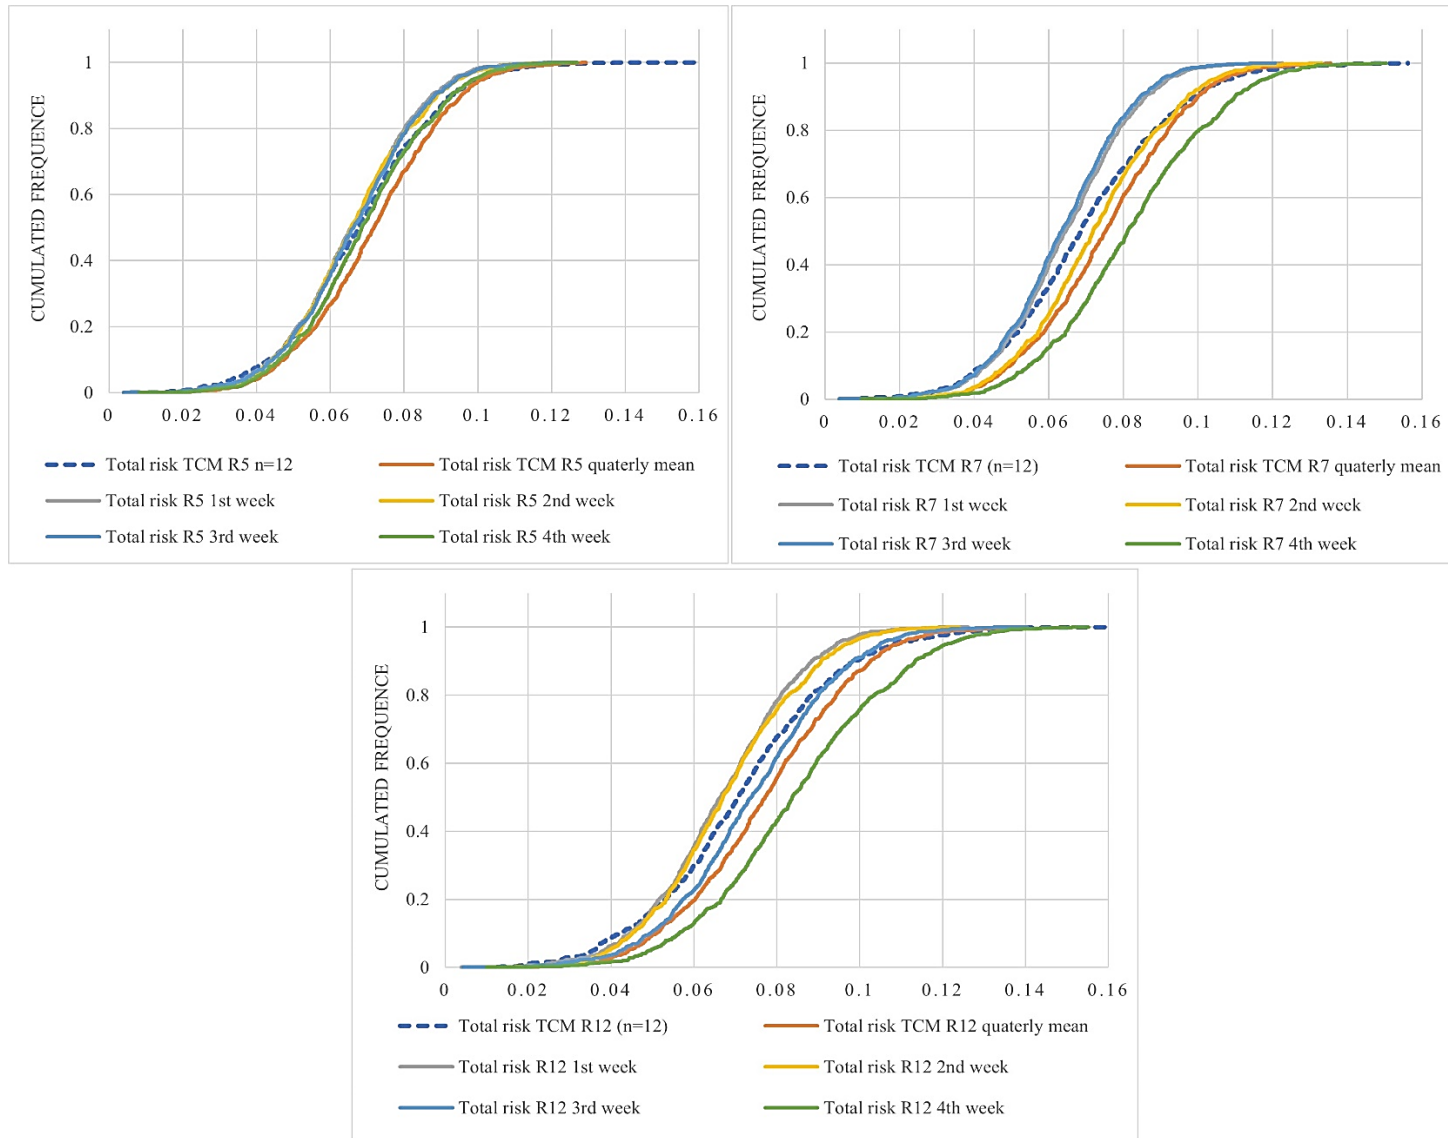 1
0.8
0.6
0.4
0.2
0
CUMULATED FREQUENCE
0 0.02 0.04 0.06 0.08 0.1 0.12 0.14 0.16
Total risk TCM R5 n=12 Total risk TCM R5 quaterly mean
Total risk R5 1st week Total risk R5 2nd week
Total risk R5 3rd week Total risk R5 4th week
1
0.8
0.6
0.4
0.2
0
CUMULATED FREQUENCE
0 0.02 0.04 0.06 0.08 0.1 0.12 0.14 0.16
Total risk TCM R7 (n=12) Total risk TCM R7 quaterly mean
Total risk R7 1st week Total risk R7 2nd week
Total risk R7 3rd week Total risk R7 4th week
1
0.8
0.6
0.4
0.2
0
CUMULATED FREQUENCE
0 0.02 0.04 0.06 0.08 0.1 0.12 0.14 0.16
Total risk TCM R12 (n=12) Total risk TCM R12 quaterly mean
Total risk R12 1st week Total risk R12 2nd week
Total risk R12 3rd week Total risk R12 4th week